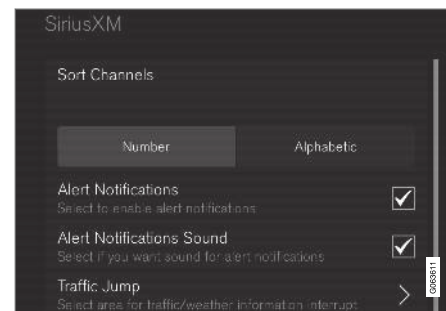 SiriusXM
Sort Channels
Number Alphabetic
Alert Notifications
Select to enable alert notifications
Alert Notifications Sound
Select if you want sound for alert notifications
Traffic Jump
Select area for traffic/weather information interrupt
G063611